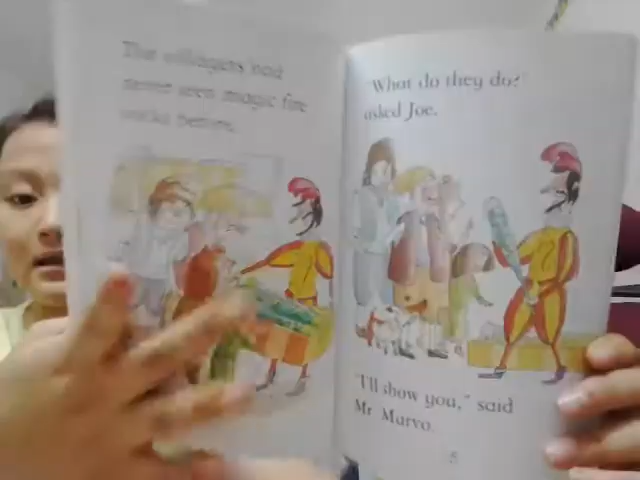 The villagers had
never seen magic fire
works before.
"What do they do?"
asked Joe.
"I'll show you," said
Mr Marvo.
5